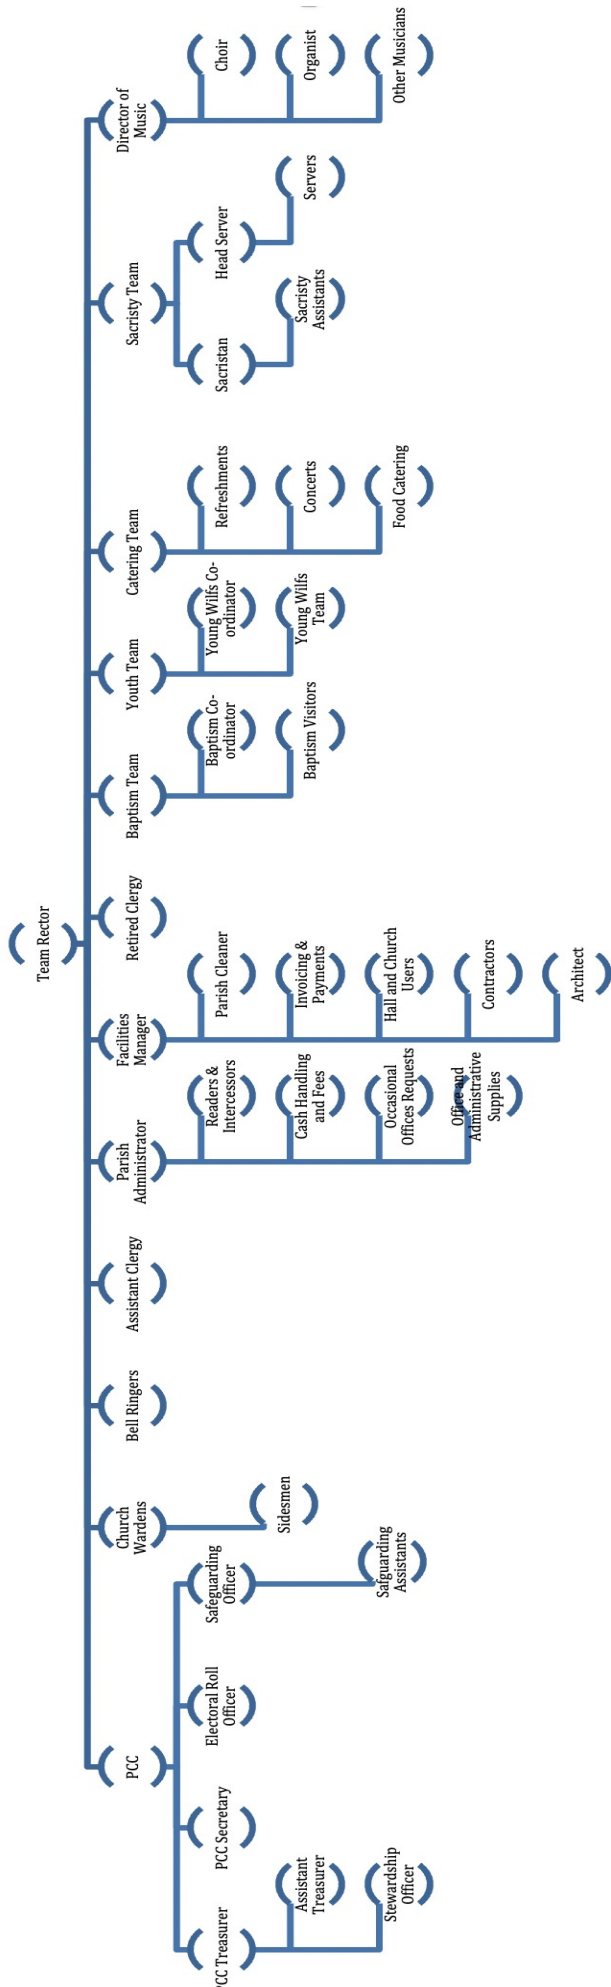 Team Rector
PCC
PCC Treasurer
Assistant
Treasurer
Stewardship
Officer
PCC Secretary
Electoral Roll
Officer
Safeguarding
Officer
Safguarding
Assistants
Church
Wardens
Sidesmen
Bell Ringers
Assistant Clergy
Parish
Administrator
Readers &
Intercessors
Cash Handling
and Fees
Occasional
Offices Requests
Office and
Administrative
Supplies
Facilities
Manager
Parish Cleaner
Invoicing &
Payments
Hall and Church
Users
Contractors
Architect
Retired Clergy
Baptism Team
Baptism Co-
ordinator
Baptism Visitors
Youth Team
Young Wilfs Co-
ordinator
Young Wilfs
Team
Catering Team
Refreshments
Concerts
Food Catering
Sacristy Team
Sacristan
Sacristy
Assistants
Head Server
Servers
Director of
Music
Choir
Organist
Other Musicians